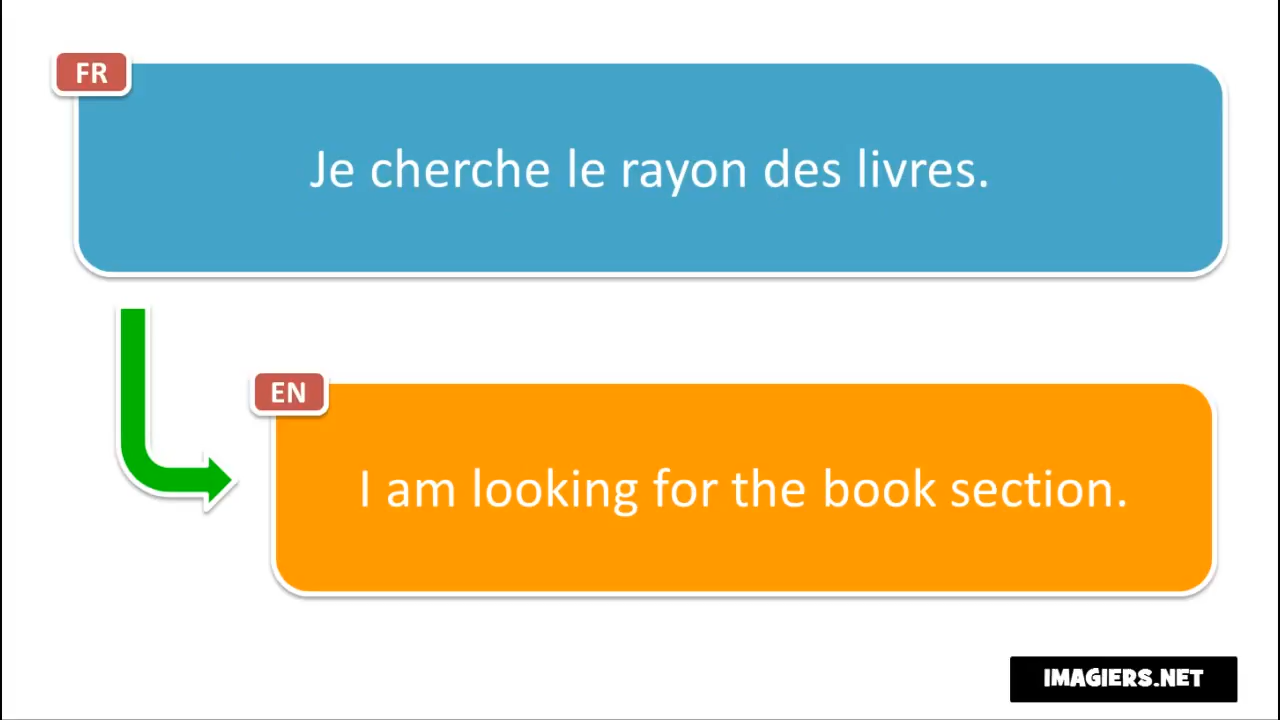 FR
Je cherche le rayon des livres.
EN
I am looking for the book section.
IMAGIERS.NET